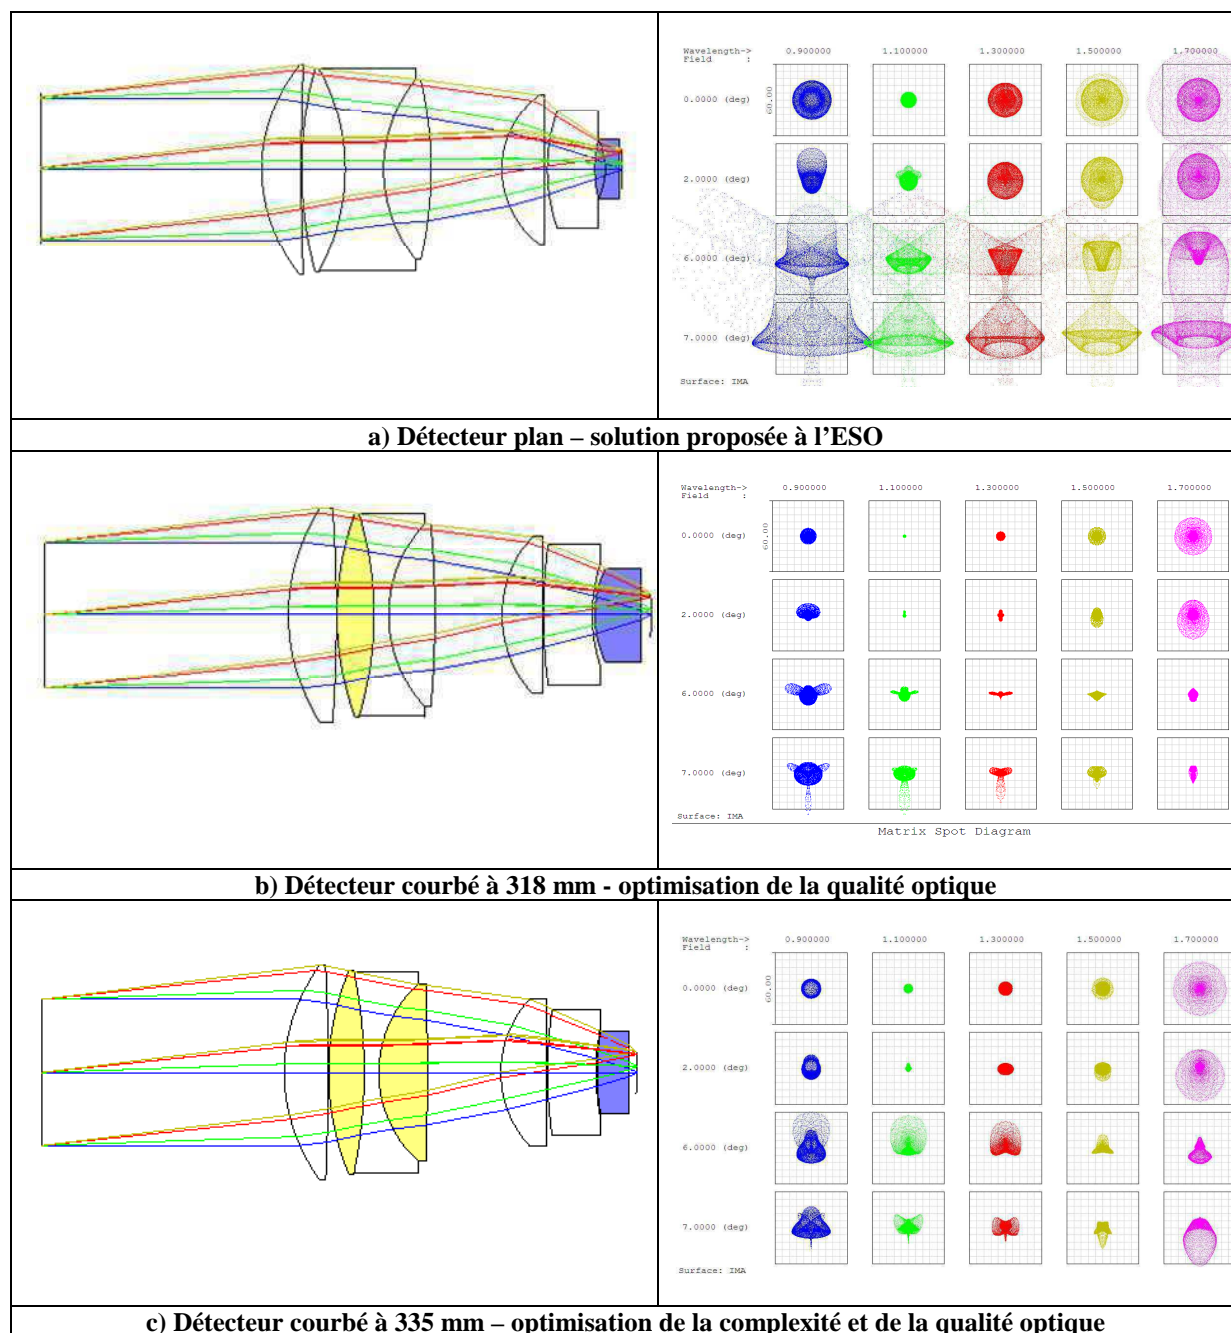 Wavelength-> 0.900000 1.100000 1.300000 1.500000 1.700000
Field :
0.0000 (deg)
60.00
2.0000 (deg)
6.0000 (deg)
7.0000 (deg)
Surface: IMA
a) Détecteur plan – solution proposée à l'ESO
Wavelength-> 0.900000 1.100000 1.300000 1.500000 1.700000
Field :
0.0000 (deg)
60.00
2.0000 (deg)
6.0000 (deg)
7.0000 (deg)
Surface: IMA
Matrix Spot Diagram
b) Détecteur courbé à 318 mm - optimisation de la qualité optique
Wavelength-> 0.900000 1.100000 1.300000 1.500000 1.700000
Field :
0.0000 (deg)
60.00
2.0000 (deg)
6.0000 (deg)
7.0000 (deg)
Surface: IMA
c) Détecteur courbé à 335 mm – optimisation de la complexité et de la qualité optique